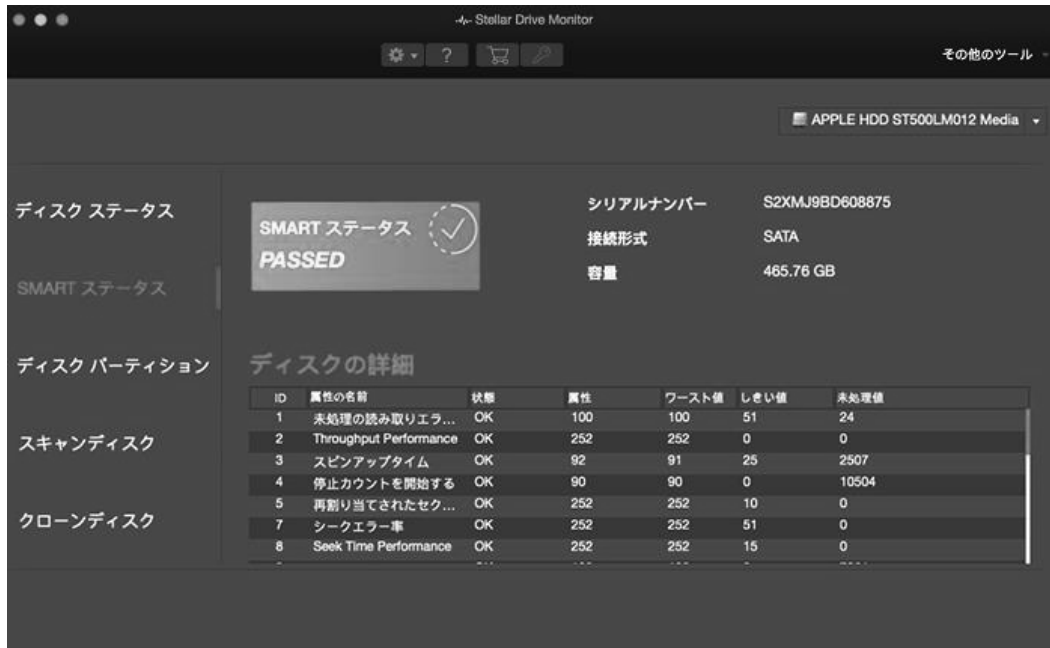 Stellar Drive Monitor
?
その他のツール
APPLE HDD ST500LM012 Media
ディスク ステータス
SMART ステータス
ディスク パーティション
スキャンディスク
クローンディスク
SMART ステータス
PASSED
シリアルナンバー S2XMJ9BD608875
接続形式 SATA
容量 465.76 GB
ディスクの詳細
ID 属性の名前 状態 属性 ワースト値 しきい値 未処理値
1 未処理の読み取りエラ... OK 100 100 51 24
2 Throughput Performance OK 252 252 0 0
3 スピンアップタイム OK 92 91 25 2507
4 停止カウントを開始する OK 90 90 0 10504
5 再割り当てされたセク... OK 252 252 10 0
7 シークエラー率 OK 252 252 51 0
8 Seek Time Performance OK 252 252 15 0